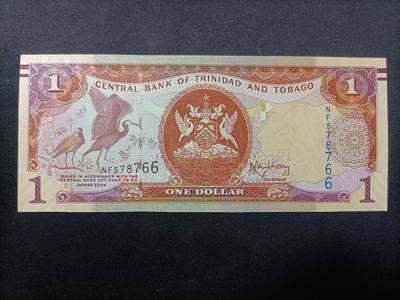 1
CENTRAL BANK OF TRINIDAD AND TOBAGO
1
NF578766
NF578766
ISSUED IN ACCORDANCE WITH THE
CENTRAL BANK ACT CHAP 79:02
SERIES 2006
GOVERNOR
1
ONE DOLLAR
1